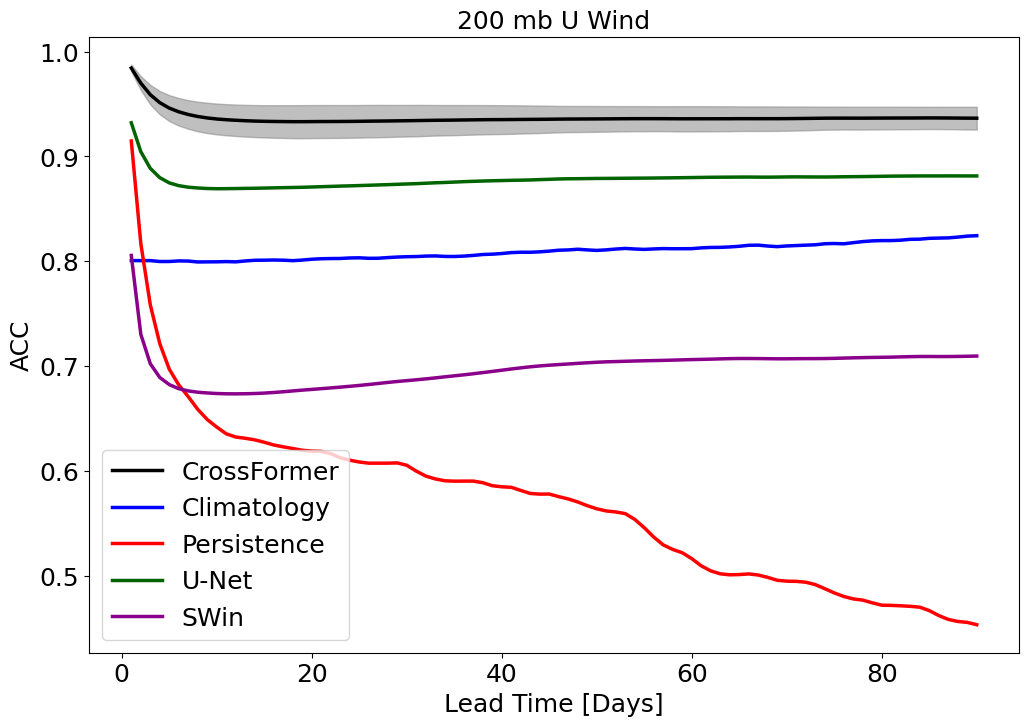 200 mb U Wind
ACC
1.0
0.9
0.8
0.7
0.6
0.5
CrossFormer
Climatology
Persistence
U-Net
SWin
0 20 40 60 80
Lead Time [Days]